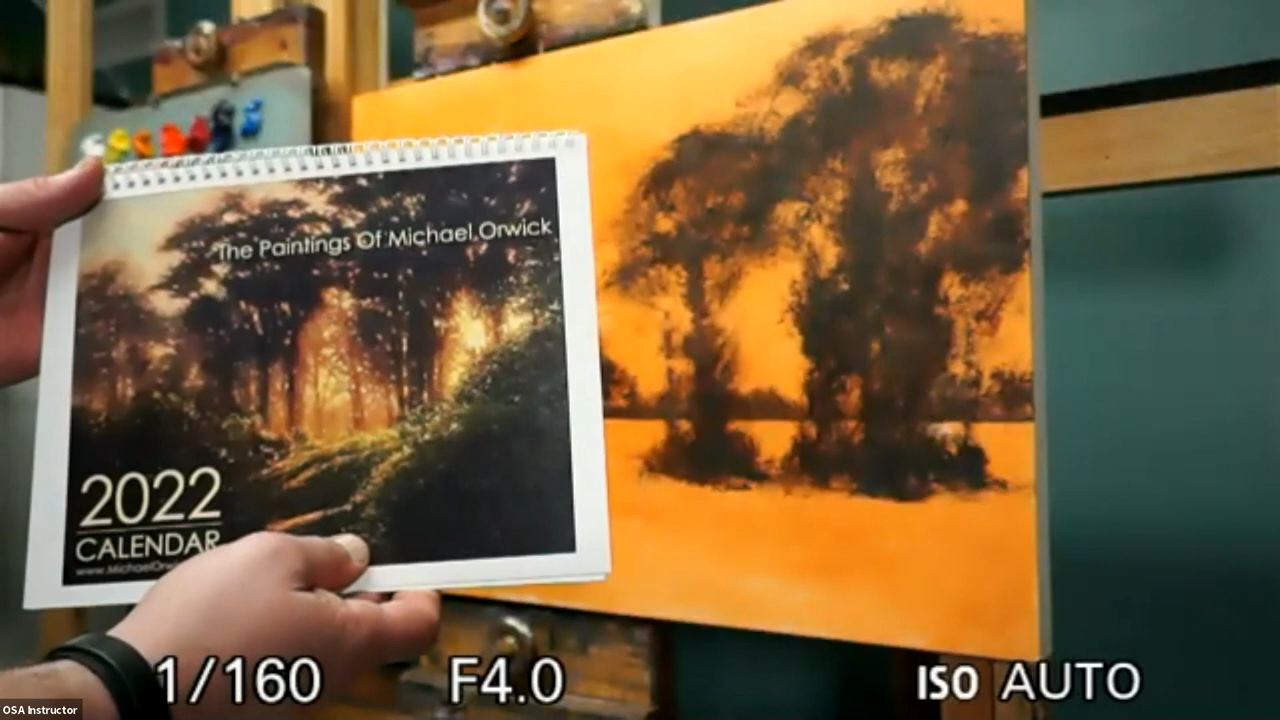 The Paintings Of Michael Orwick
2022
CALENDAR
1/160 F4.0 ISO AUTO
OSA Instructor